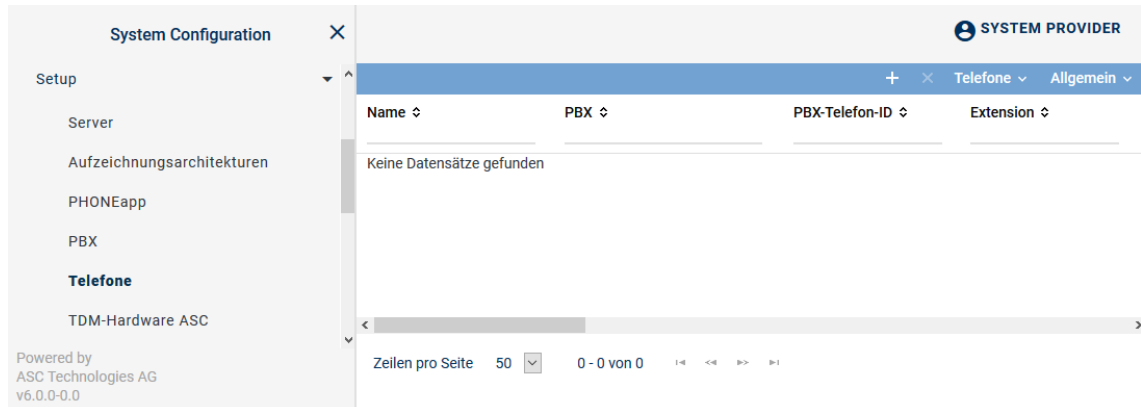 System Configuration
SYSTEM PROVIDER
Setup
Telefone
Allgemein
Server
Name
PBX
PBX-Telefon-ID
Extension
Aufzeichnungsarchitekturen
Keine Datensätze gefunden
PHONEapp
PBX
Telefone
TDM-Hardware ASC
Powered by
ASC Technologies AG
v6.0.0-0.0
Zeilen pro Seite 50 0 - 0 von 0